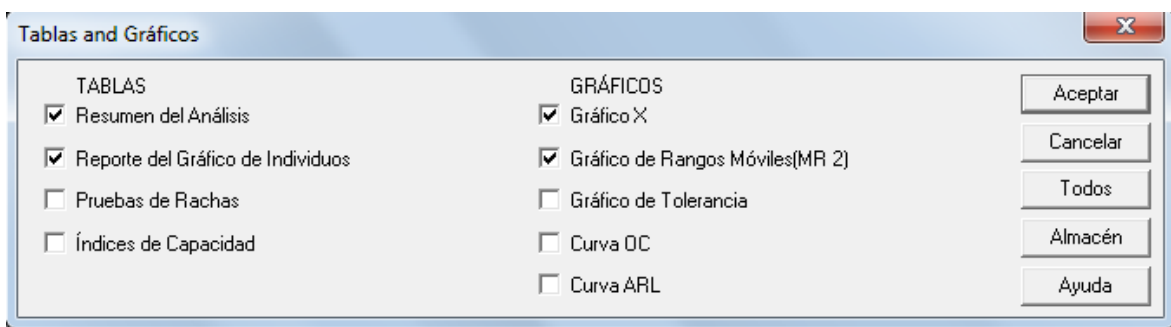 Tablas and Gráficos
TABLAS
Resumen del Análisis
Reporte del Gráfico de Individuos
Pruebas de Rachas
Índices de Capacidad
GRÁFICOS
Gráfico X
Gráfico de Rangos Móviles(MR 2)
Gráfico de Tolerancia
Curva OC
Curva ARL
Aceptar
Cancelar
Todos
Almacén
Ayuda